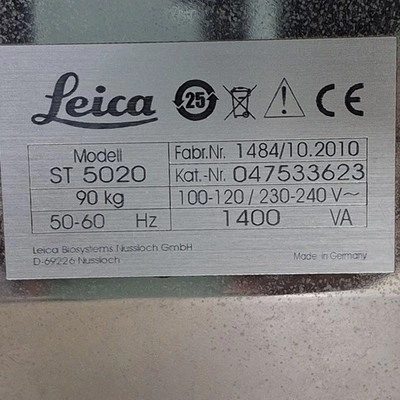 Leica 25 CE
Modell Fabr.Nr. 1484/10.2010
ST 5020 Kat.-Nr. 047533623
90 kg 100-120 / 230-240 V~
50-60 Hz 1400 VA
Leica Biosystems Nussloch GmbH
D-69226 Nussloch Made in Germany